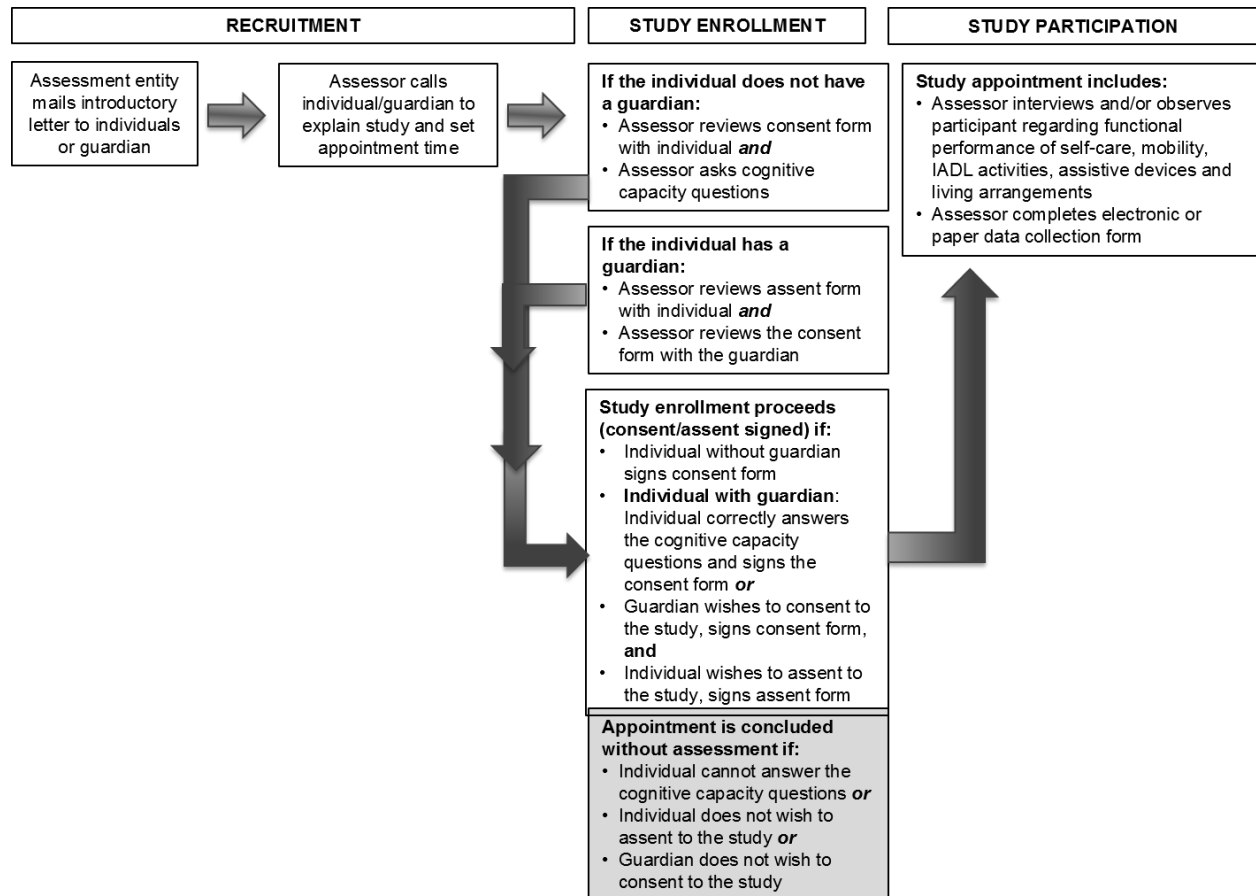 RECRUITMENT
STUDY ENROLLMENT
STUDY PARTICIPATION
Assessment entity
mails introductory
letter to individuals
or guardian
Assessor calls
individual/guardian to
explain study and set
appointment time
If the individual does not have
a guardian:
• Assessor reviews consent form
with individual and
• Assessor asks cognitive
capacity questions
If the individual has a
guardian:
• Assessor reviews assent form
with individual and
• Assessor reviews the consent
form with the guardian
Study enrollment proceeds
(consent/assent signed) if:
• Individual without guardian
signs consent form
• Individual with guardian:
Individual correctly answers
the cognitive capacity
questions and signs the
consent form or
• Guardian wishes to consent to
the study, signs consent form,
and
• Individual wishes to assent to
the study, signs assent form
Appointment is concluded
without assessment if:
• Individual cannot answer the
cognitive capacity questions or
• Individual does not wish to
assent to the study or
• Guardian does not wish to
consent to the study
Study appointment includes:
• Assessor interviews and/or observes
participant regarding functional
performance of self-care, mobility,
IADL activities, assistive devices and
living arrangements
• Assessor completes electronic or
paper data collection form